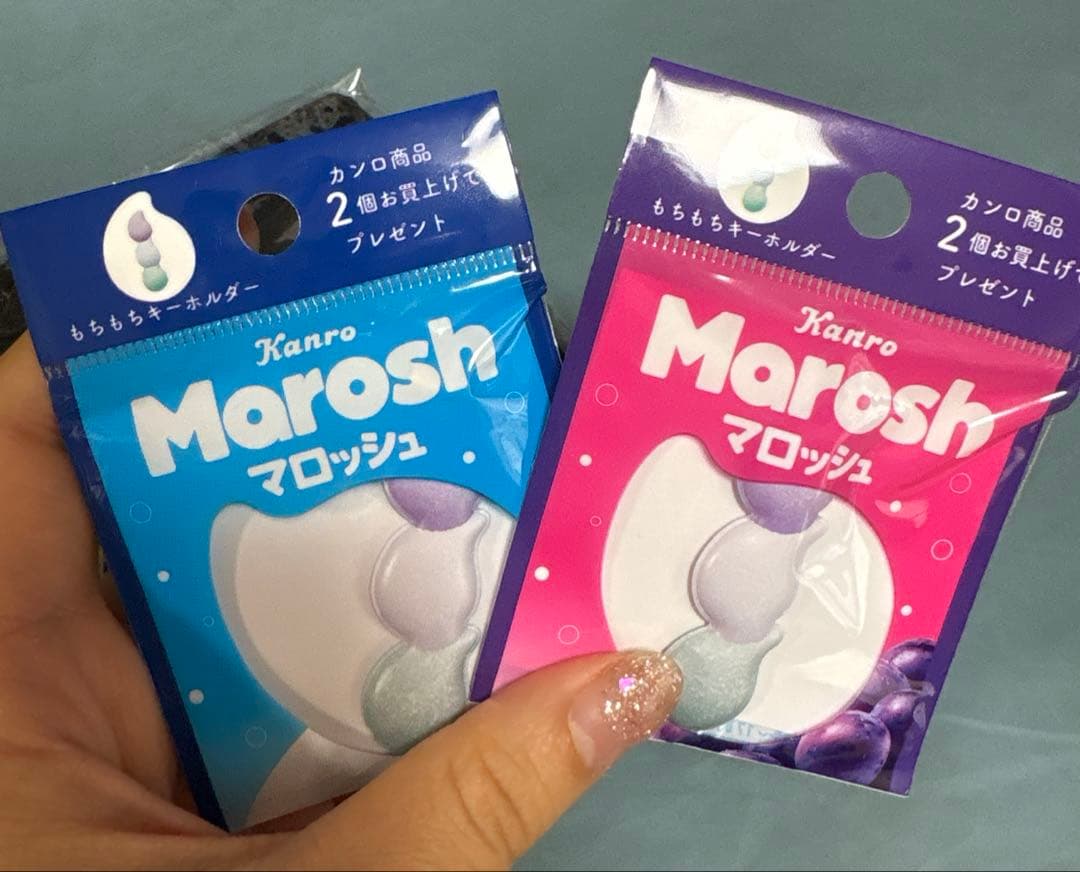 カンロ商品
2個お買上げで
プレゼント
もちもちキーホルダー
Kanro
Marosh
マロッシュ
カンロ商品
2個お買上げで
プレゼント
もちもちキーホルダー
Kanro
Marosh
マロッシュ